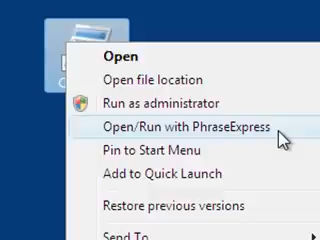 Open
Open file location
Run as administrator
Open/Run with PhraseExpress
Pin to Start Menu
Add to Quick Launch
Restore previous versions
Send To